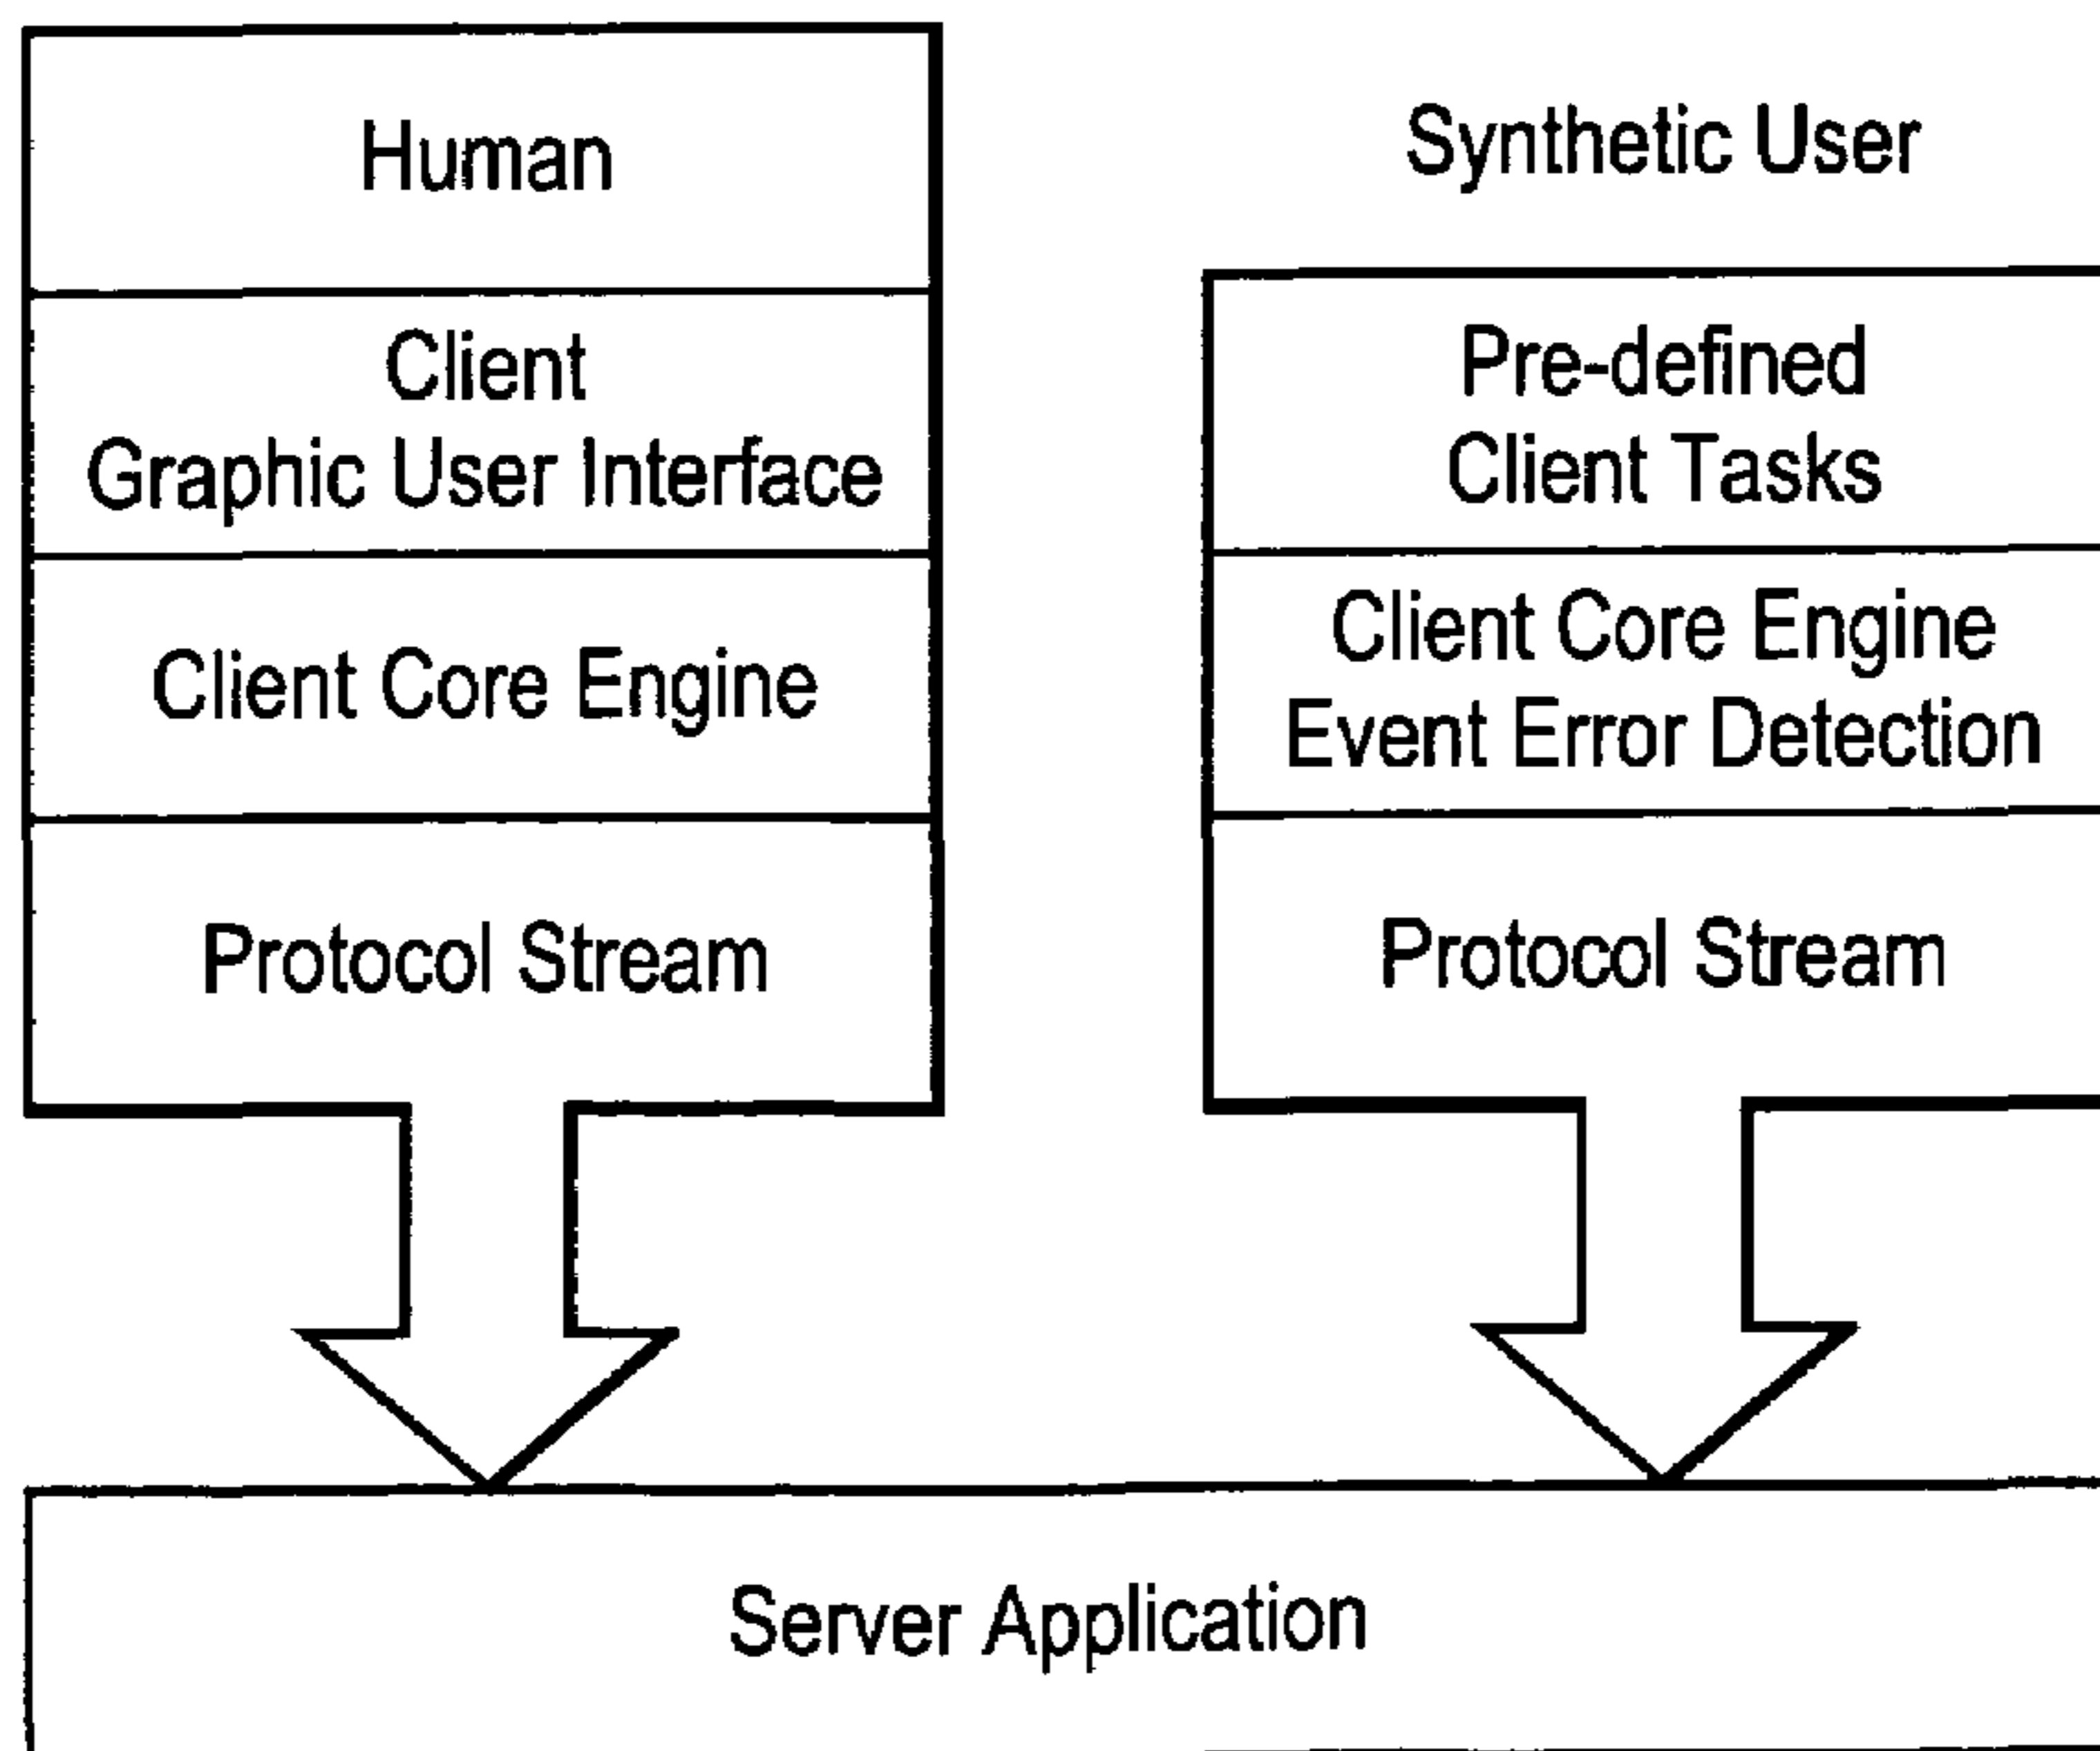 Human
Client
Graphic User Interface
Client Core Engine
Protocol Stream
Synthetic User
Pre-defined
Client Tasks
Client Core Engine
Event Error Detection
Protocol Stream
Server Application